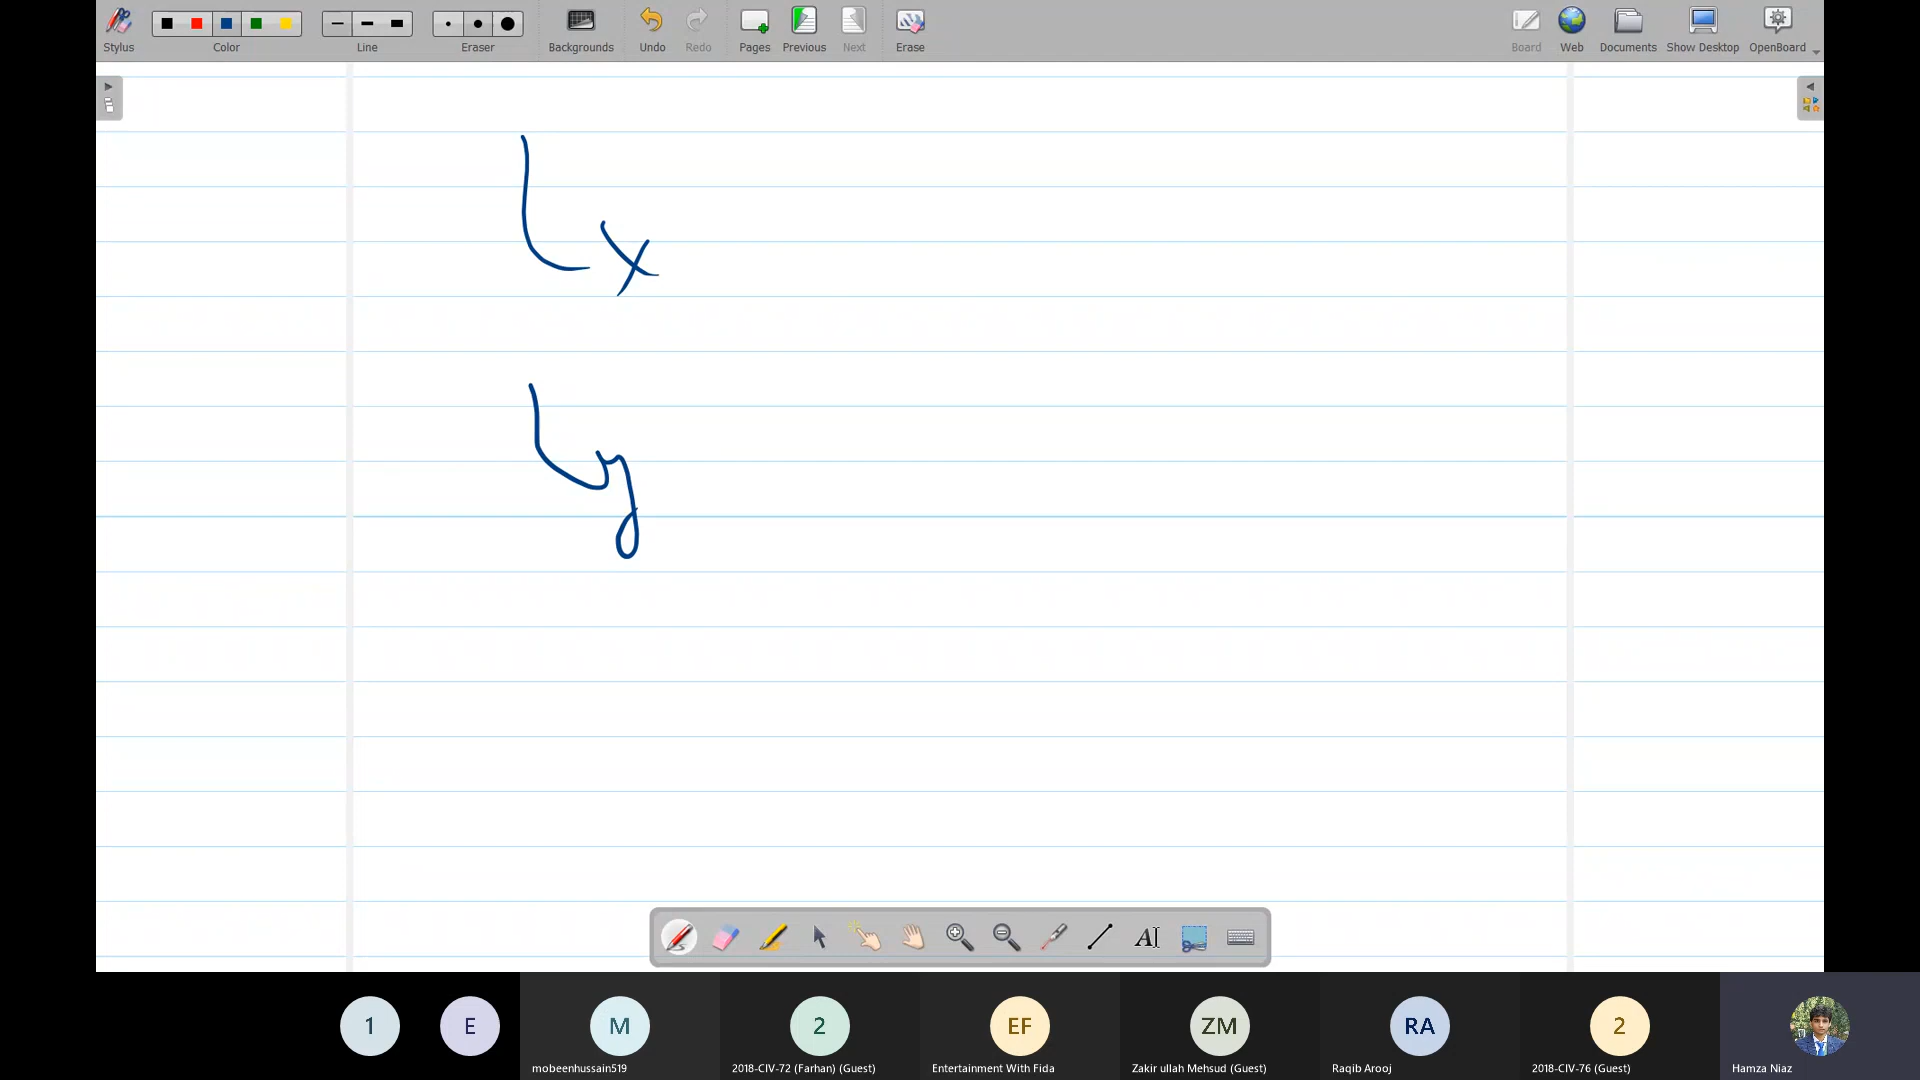 Stylus Color Line Eraser Backgrounds Undo Redo Pages Previous Next Erase Board Web Documents Show Desktop OpenBoard
Lx
Ly
1 E M 2 EF ZM RA 2
mobeenhussain519 2018-CIV-72 (Farhan) (Guest) Entertainment With Fida Zakir ullah Mehsud (Guest) Raqib Arooj 2018-CIV-76 (Guest) Hamza Niaz